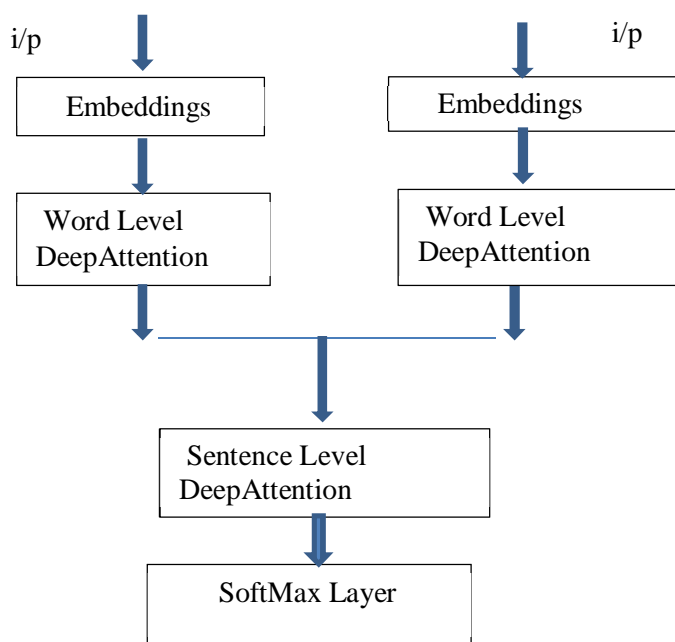 i/p
i/p
Embeddings
Embeddings
Word Level
DeepAttention
Word Level
DeepAttention
Sentence Level
DeepAttention
SoftMax Layer